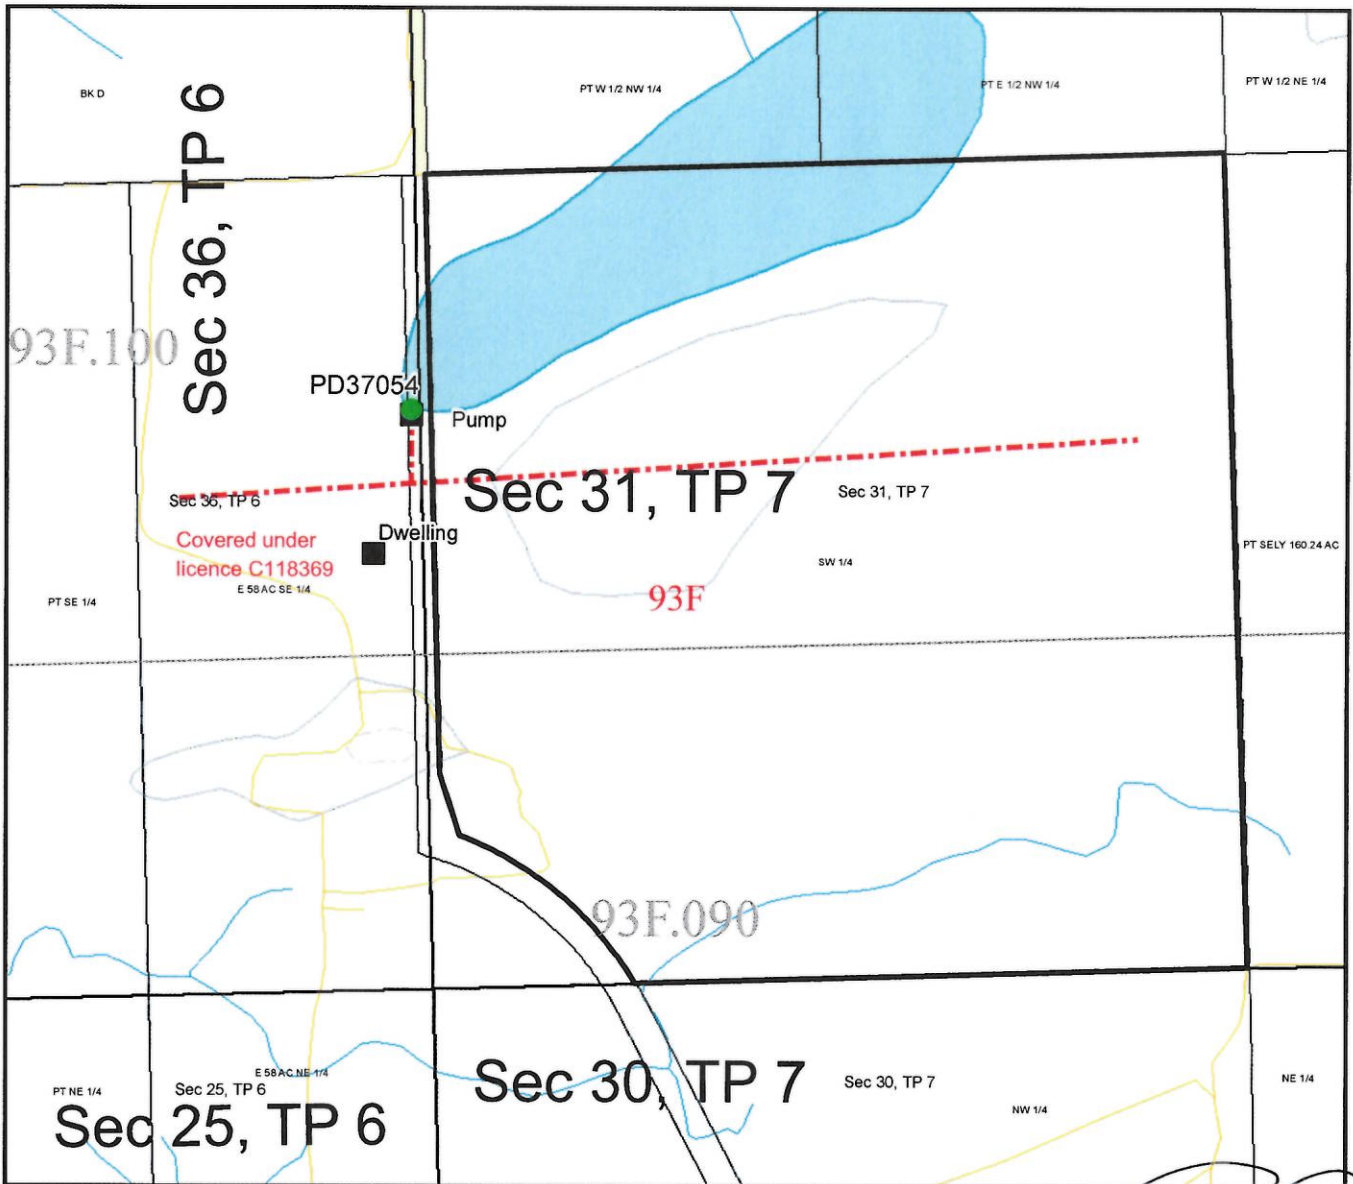 BK D
PT W 1/2 NW 1/4
PT E 1/2 NW 1/4
PT W 1/2 NE 1/4
Sec 36, TP 6
93F.100
PD37054
Pump
Sec 36, TP 6
Sec 31, TP 7
Sec 31, TP 7
Covered under
licence C118369
Dwelling
E 58 AC SE 1/4
PT SE 1/4
SW 1/4
93F
PT SELY 160.24 AC
93F.090
PT NE 1/4
Sec 25, TP 6
E 58 AC NE 1/4
Sec 25, TP 6
Sec 30, TP 7
Sec 30, TP 7
NW 1/4
NE 1/4